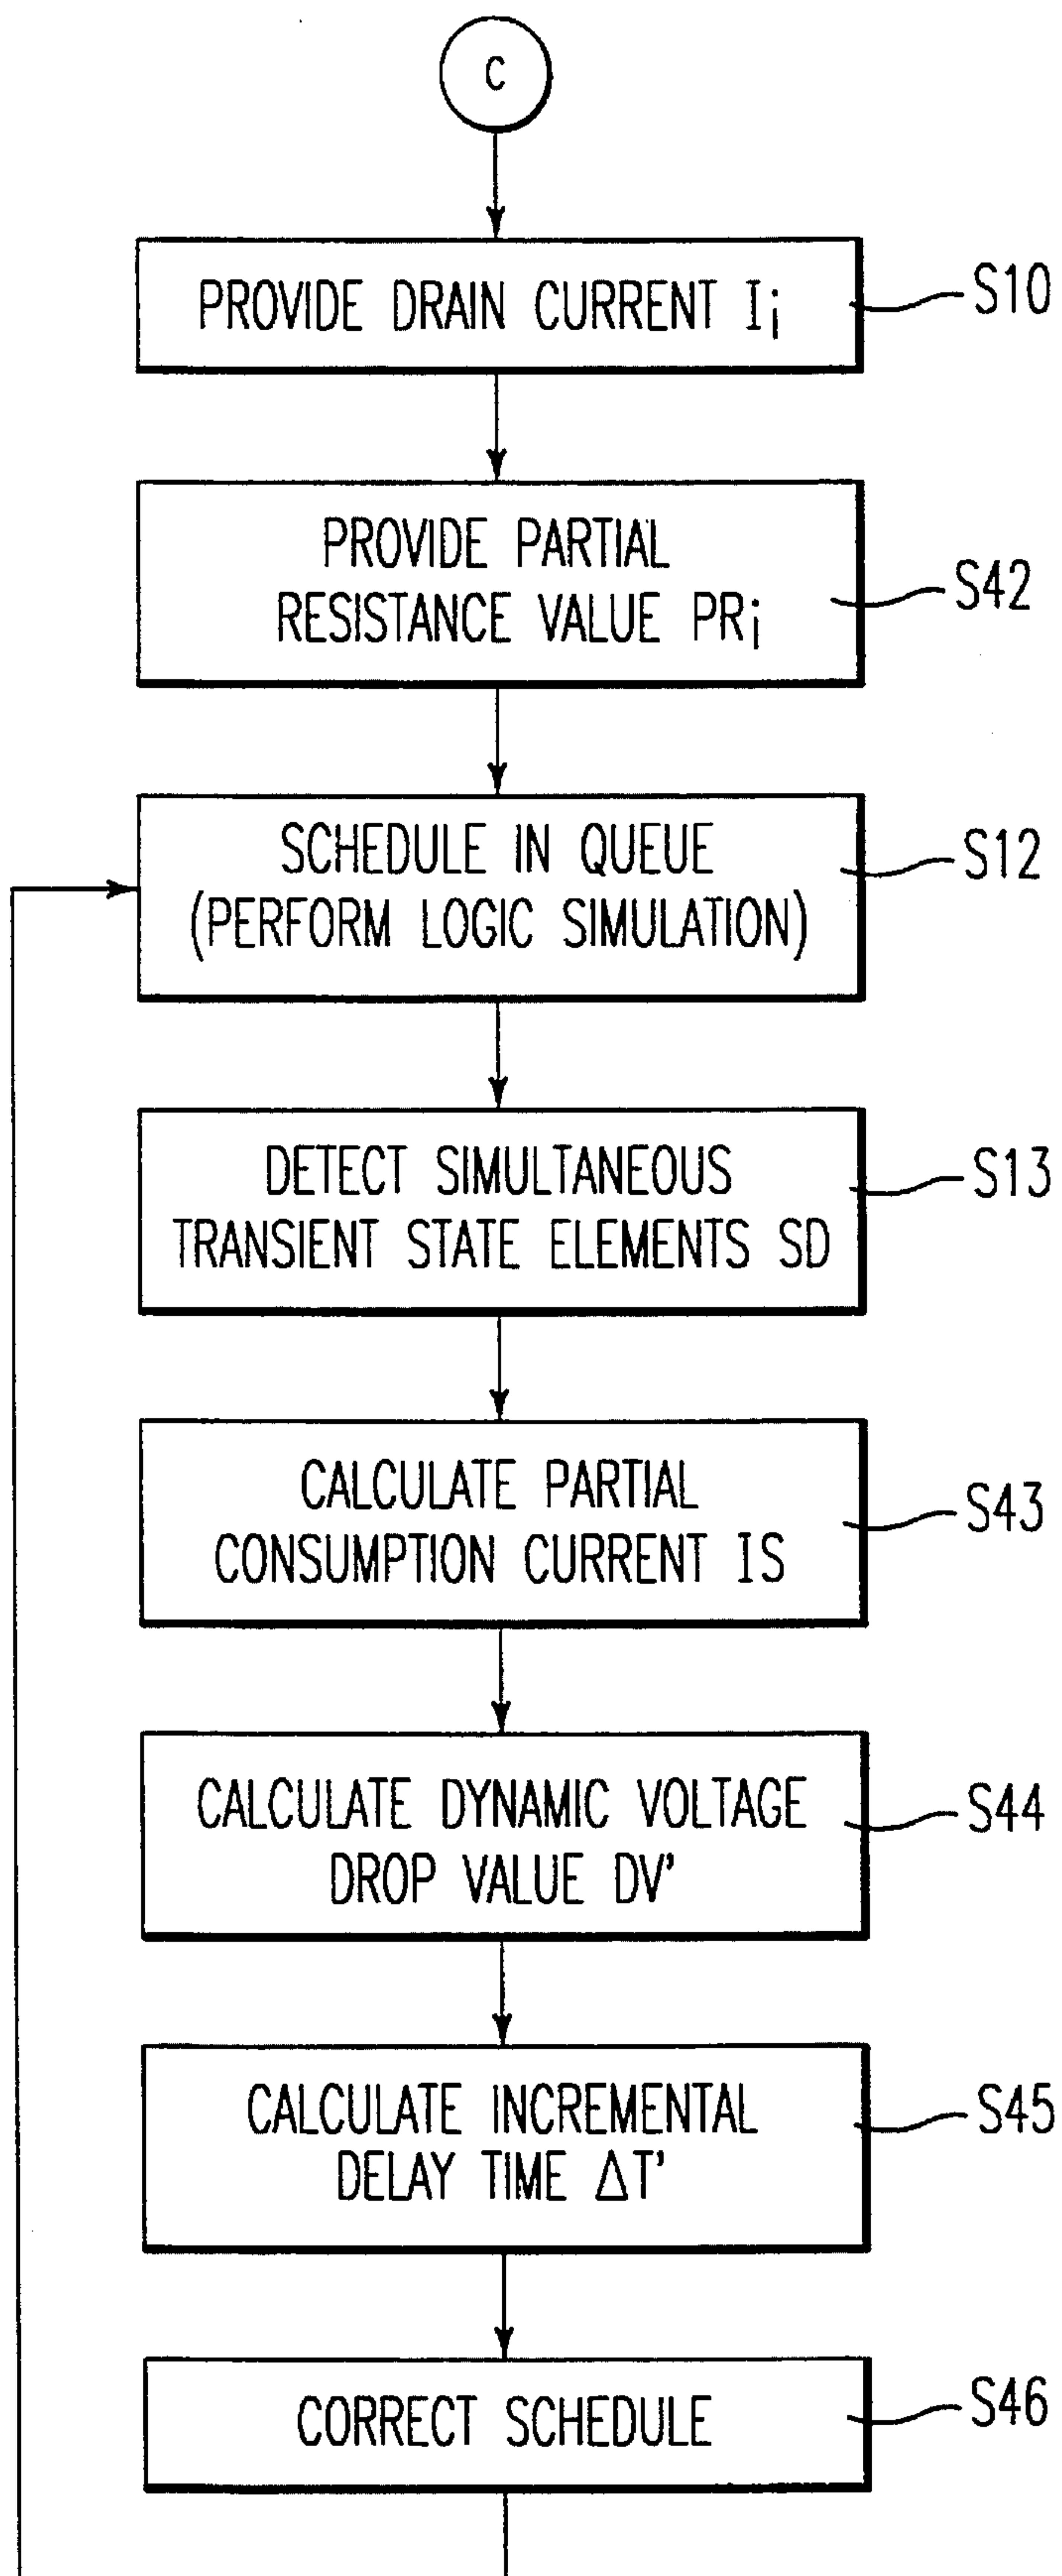 C
PROVIDE DRAIN CURRENT Ii
S10
PROVIDE PARTIAL
RESISTANCE VALUE PRi
S42
SCHEDULE IN QUEUE
(PERFORM LOGIC SIMULATION)
S12
DETECT SIMULTANEOUS
TRANSIENT STATE ELEMENTS SD
S13
CALCULATE PARTIAL
CONSUMPTION CURRENT IS
S43
CALCULATE DYNAMIC VOLTAGE
DROP VALUE DV'
S44
CALCULATE INCREMENTAL
DELAY TIME ΔT'
S45
CORRECT SCHEDULE
S46